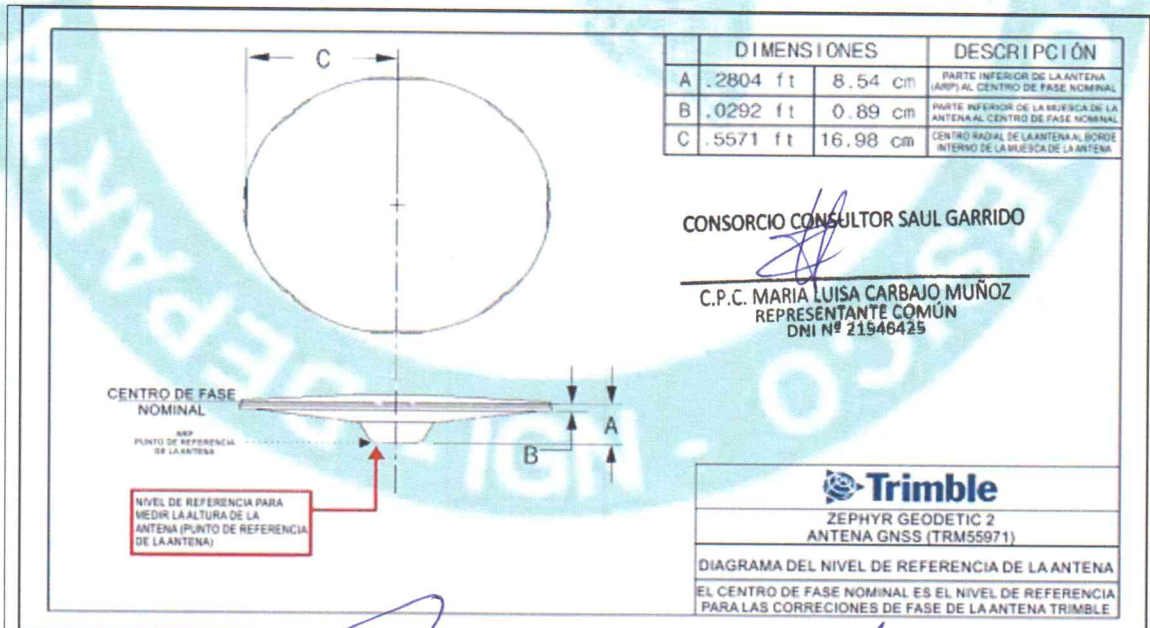 C
DIMENSIONES DESCRIPCIÓN
A .2804 ft 8.54 cm PARTE INFERIOR DE LA ANTENA
(ARP) AL CENTRO DE FASE NOMINAL
B .0292 ft 0.89 cm PARTE INFERIOR DE LA MUESCA DE LA
ANTENA AL CENTRO DE FASE NOMINAL
C .5571 ft 16.98 cm CENTRO RADIAL DE LA ANTENA AL BORDE
INTERNO DE LA MUESCA DE LA ANTENA
CONSORCIO CONSULTOR SAUL GARRIDO
C.P.C. MARIA LUISA CARBAJO MUÑOZ
REPRESENTANTE COMÚN
DNI Nº 21546425
CENTRO DE FASE
NOMINAL
ARP
PUNTO DE REFERENCIA
DE LA ANTENA
A
B
NIVEL DE REFERENCIA PARA
MEDIR LA ALTURA DE LA
ANTENA (PUNTO DE REFERENCIA
DE LA ANTENA)
Trimble
ZEPHYR GEODETIC 2
ANTENA GNSS (TRM55971)
DIAGRAMA DEL NIVEL DE REFERENCIA DE LA ANTENA
EL CENTRO DE FASE NOMINAL ES EL NIVEL DE REFERENCIA
PARA LAS CORRECIONES DE FASE DE LA ANTENA TRIMBLE
- IGN -